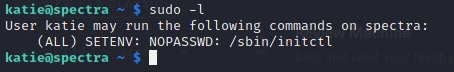 katie@spectra ~ $ sudo -l
User katie may run the following commands on spectra:
    (ALL) SETENV: NOPASSWD: /sbin/initctl
katie@spectra ~ $